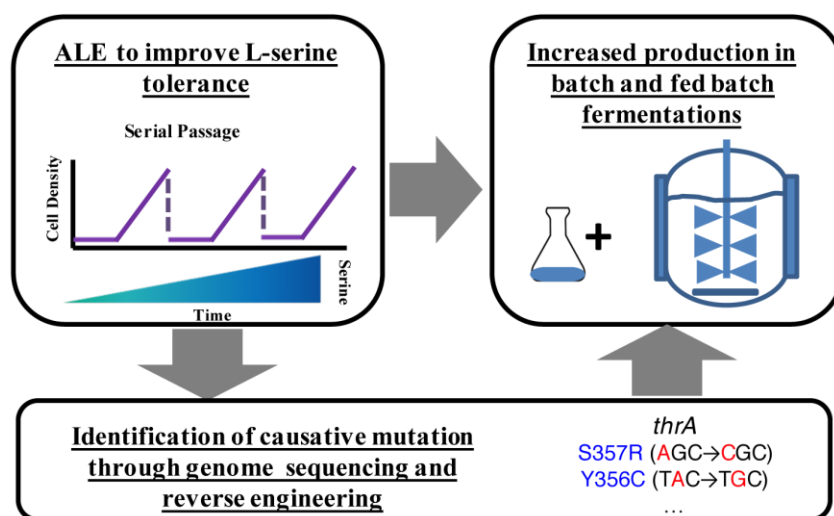 ALE to improve L-serine
tolerance
Serial Passage
Cell Density
Serine
Time
Increased production in
batch and fed batch
fermentations
+
Identification of causative mutation
through genome sequencing and
reverse engineering
thrA
S357R (AGC→CGC)
Y356C (TAC→TGC)
...